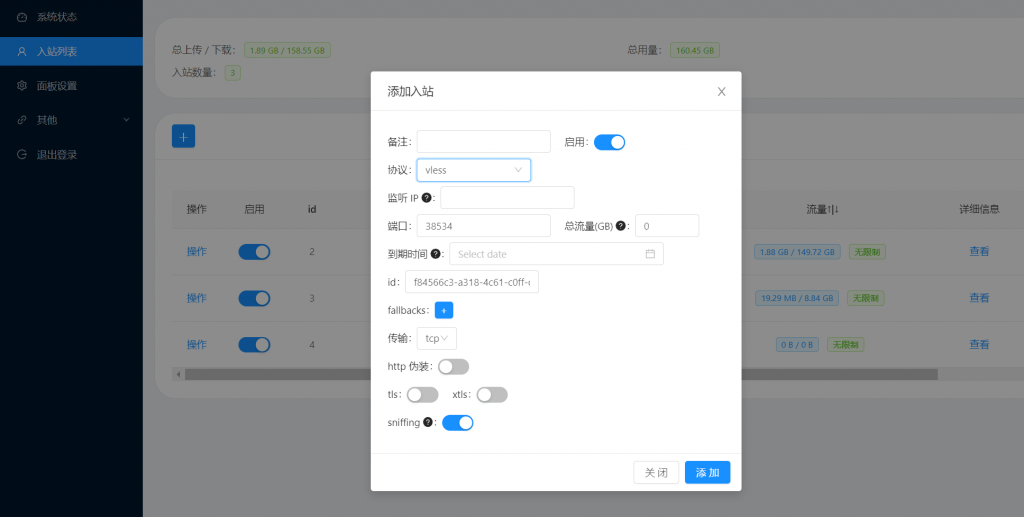 系统状态
入站列表
面板设置
其他
退出登录
总上传 / 下载: 1.89 GB / 158.55 GB
总用量: 160.45 GB
入站数量: 3
+
操作 启用 id 流量↑|↓ 详细信息
操作 2 1.88 GB / 149.72 GB 无限制 查看
操作 3 19.29 MB / 8.84 GB 无限制 查看
操作 4 0 B / 0 B 无限制 查看
添加入站
备注: 启用:
协议: vless
监听 IP ?:
端口: 38534 总流量(GB) ?: 0
到期时间 ?: Select date
id: f84566c3-a318-4c61-c0ff-
fallbacks: +
传输: tcp
http 伪装:
tls: xtls:
sniffing ?:
关 闭 添 加